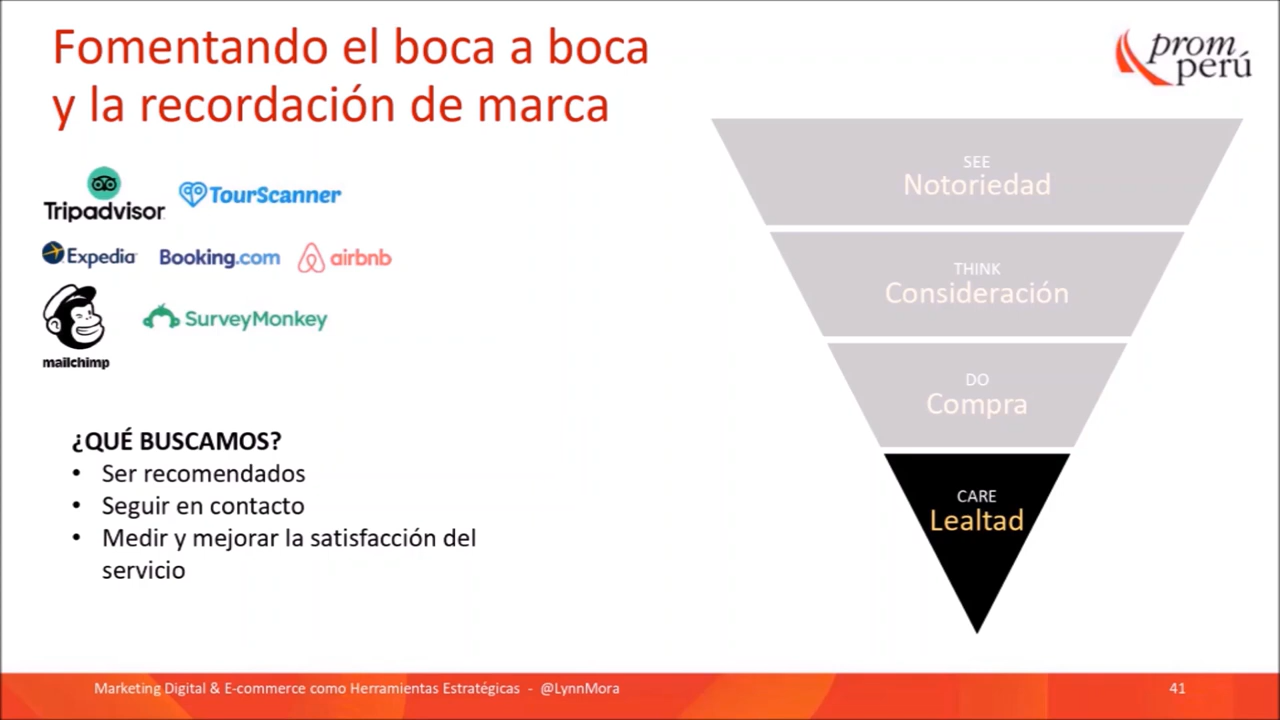 Fomentando el boca a boca
y la recordación de marca
prom
perú
Tripadvisor
TourScanner
Expedia
Booking.com
airbnb
mailchimp
SurveyMonkey
¿QUÉ BUSCAMOS?
• Ser recomendados
• Seguir en contacto
• Medir y mejorar la satisfacción del
servicio
SEE
Notoriedad
THINK
Consideración
DO
Compra
CARE
Lealtad
Marketing Digital & E-commerce como Herramientas Estratégicas - @LynnMora
41